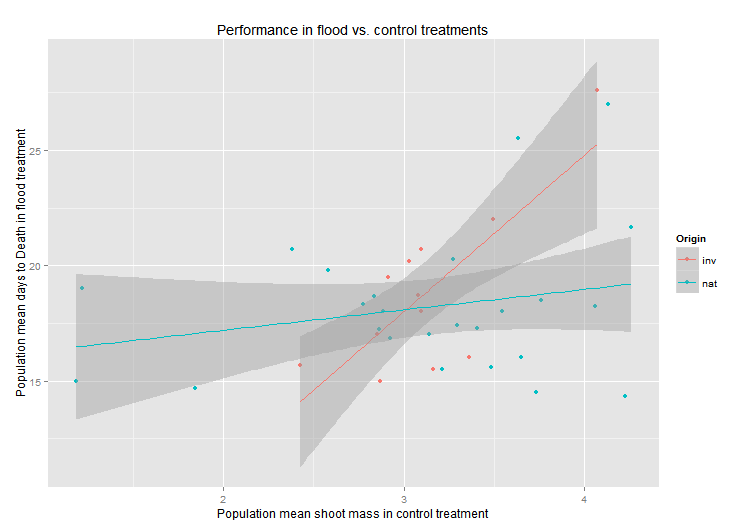 Performance in flood vs. control treatments
Population mean days to Death in flood treatment
25
20
15
2
3
4
Population mean shoot mass in control treatment
Origin
inv
nat